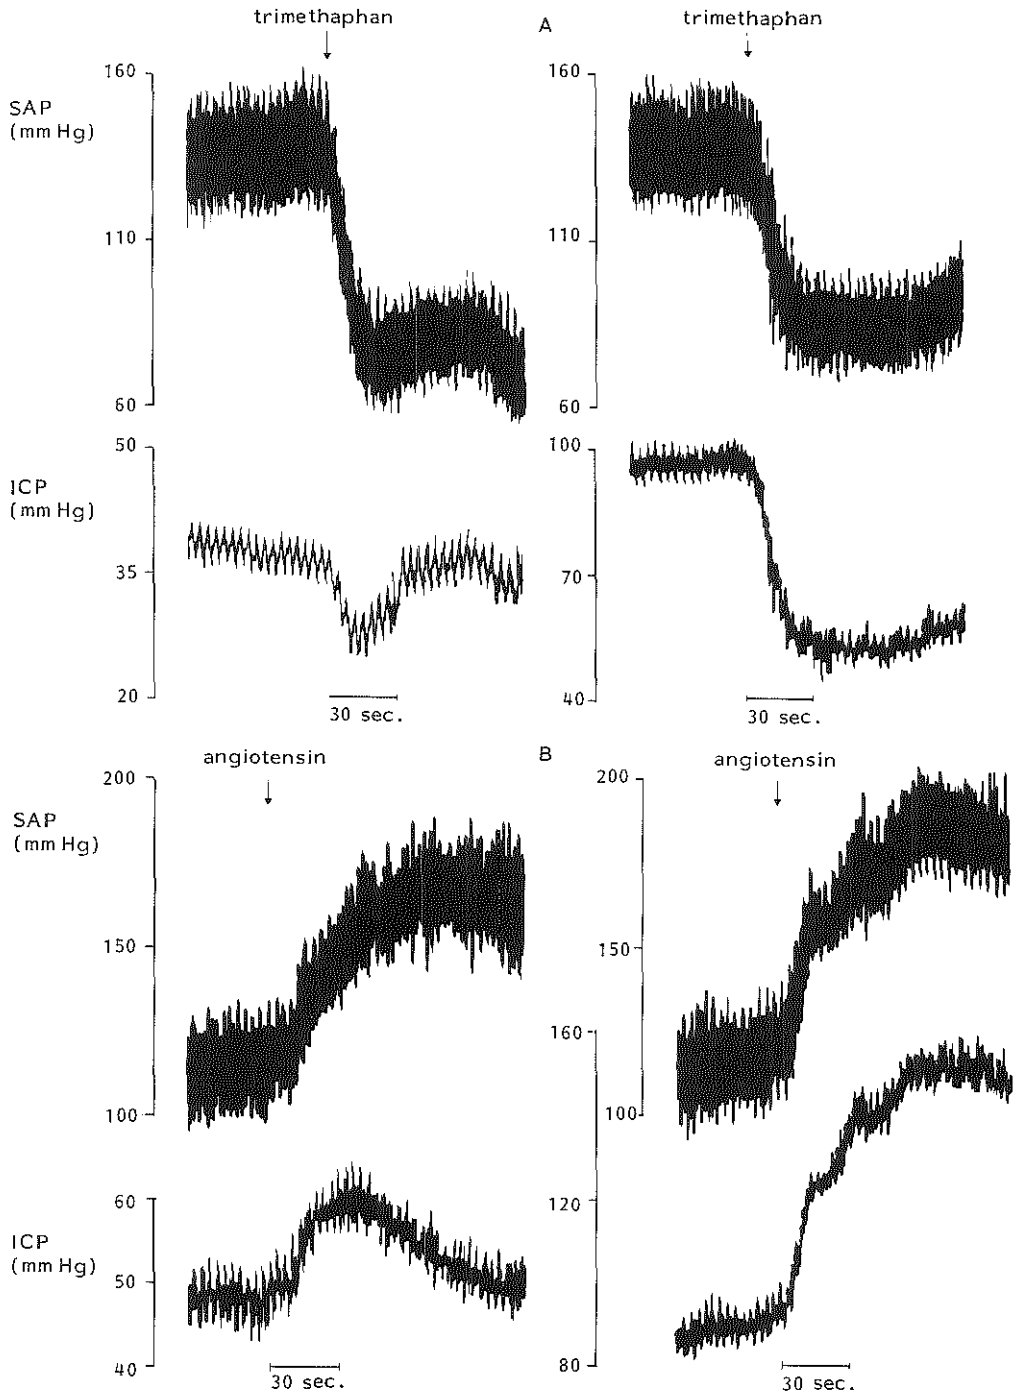 trimethaphan
A
trimethaphan
160
160
SAP
(mm Hg)
110
110
60
60
50
100
ICP
(mm Hg)
35
70
20
40
30 sec.
30 sec.
angiotensin
B
angiotensin
200
200
SAP
(mm Hg)
150
150
160
100
100
60
120
ICP
(mm Hg)
50
40
80
30 sec.
30 sec.